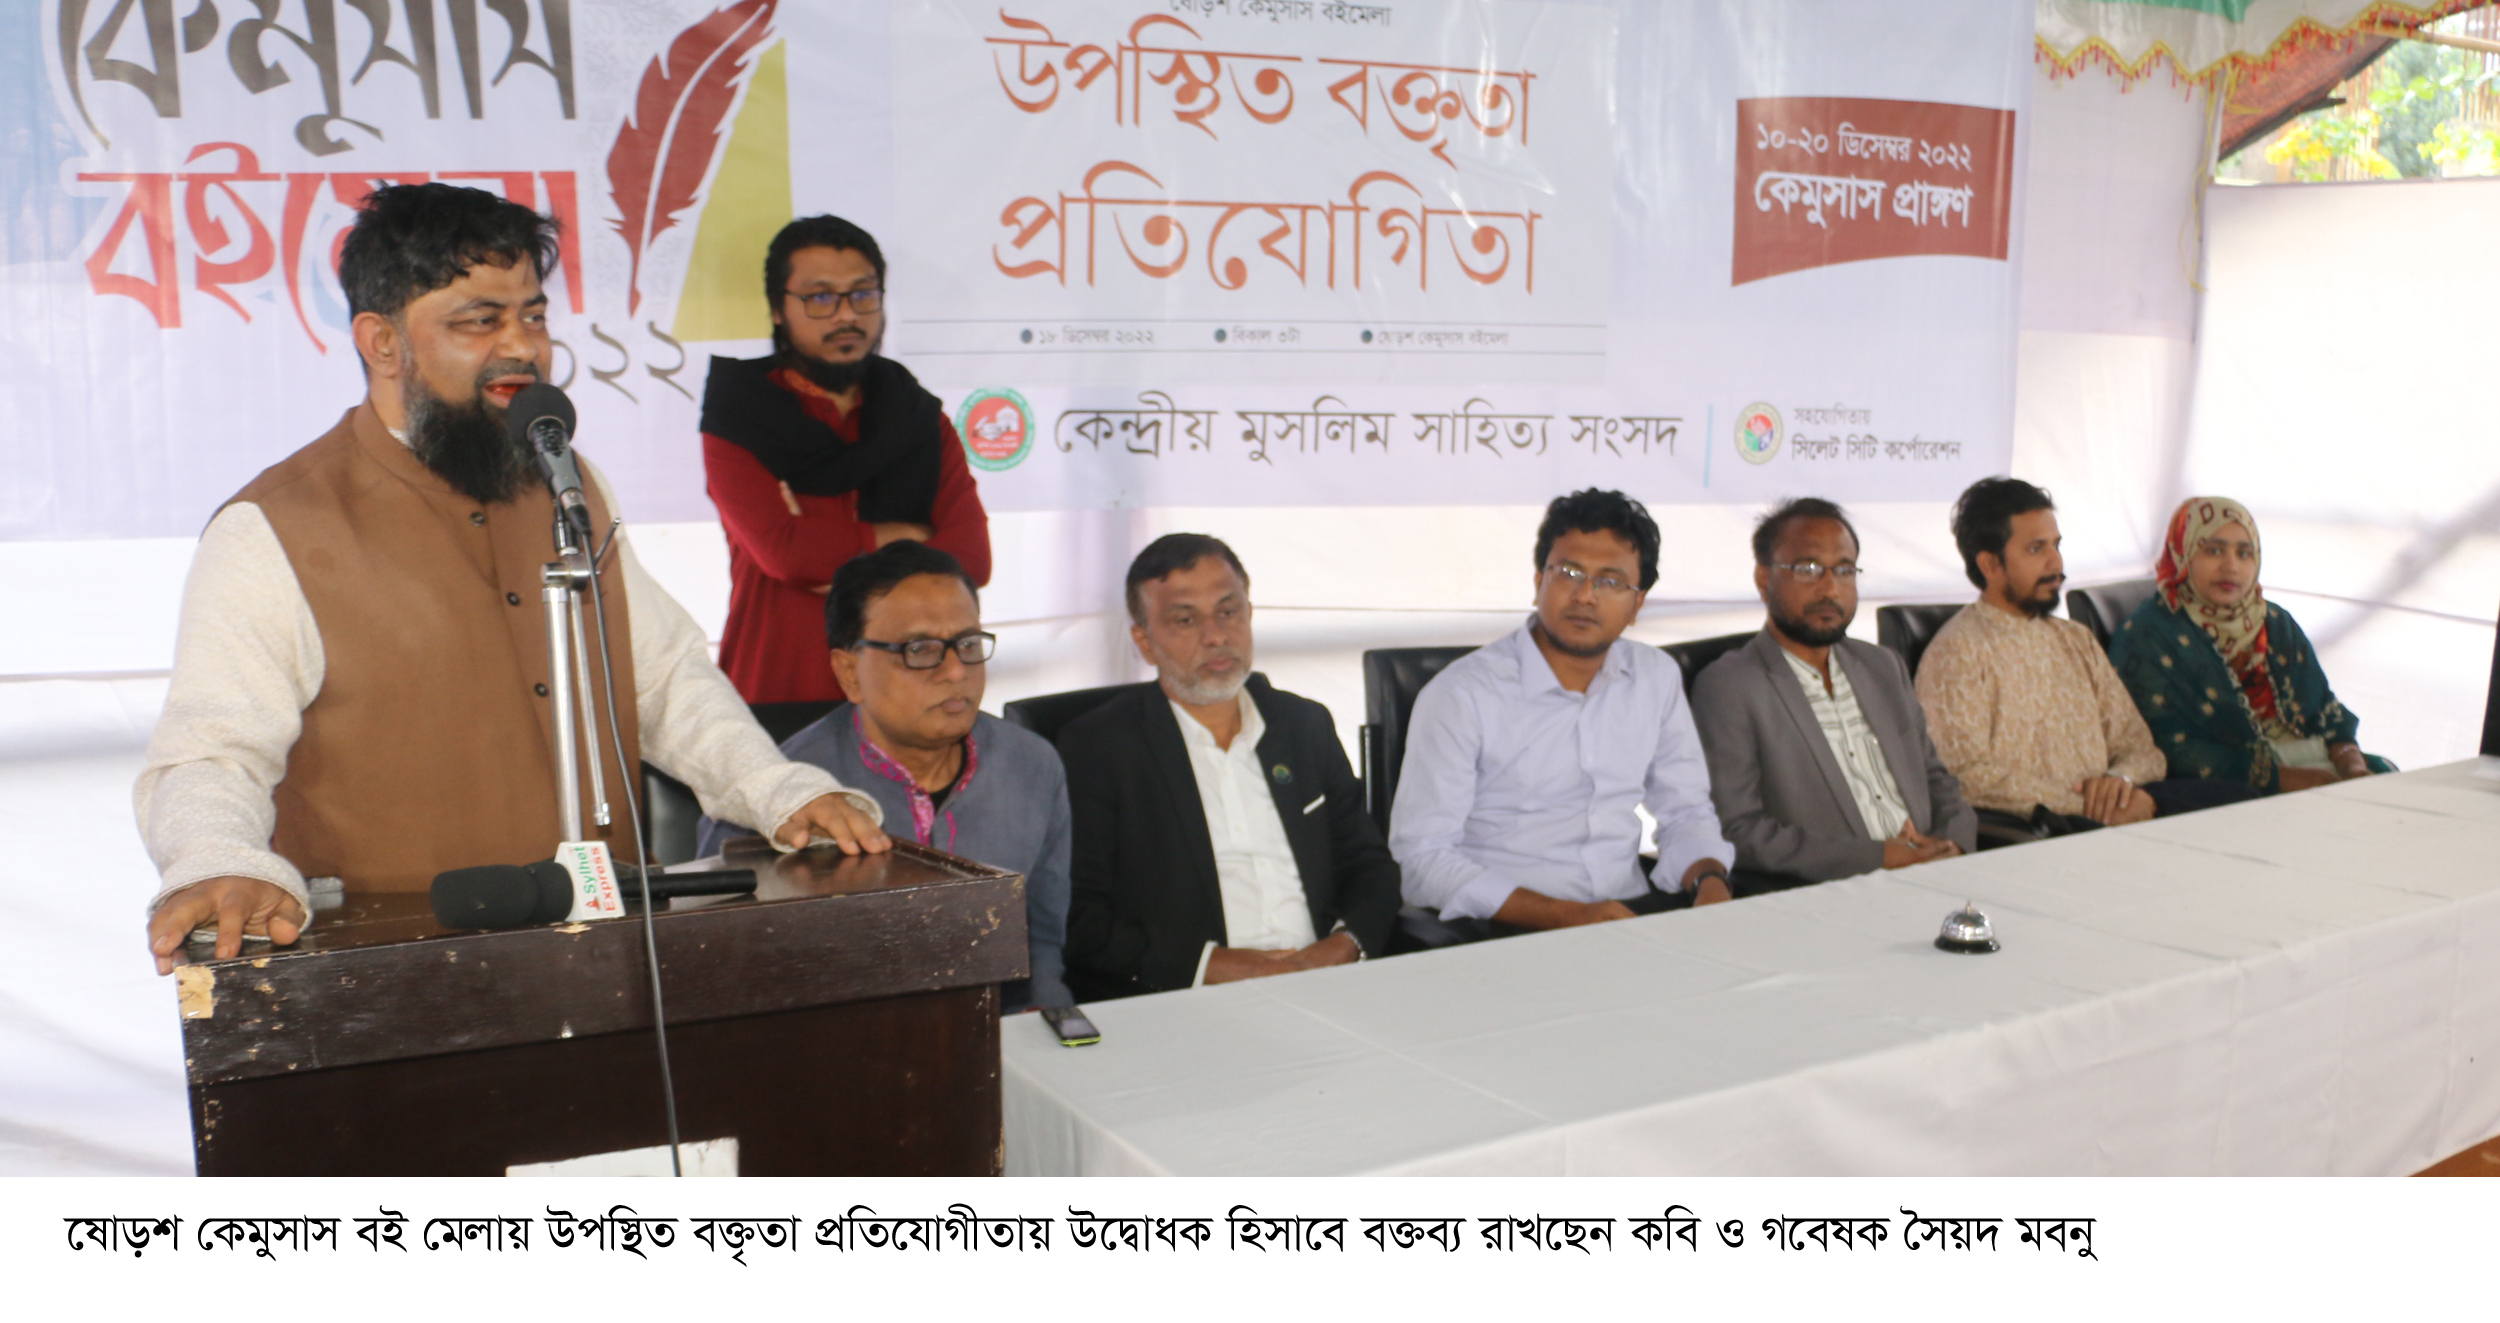 ষোড়শ কেমুসাস বইমেলা
কেমুসাস
বইমেলা
২০২২
উপস্থিত বক্তৃতা
প্রতিযোগিতা
১৮ ডিসেম্বর ২০২২ বিকাল ৩টা ষোড়শ কেমুসাস বইমেলা
১০-২০ ডিসেম্বর ২০২২
কেমুসাস প্রাঙ্গণ
কেন্দ্রীয় মুসলিম সাহিত্য সংসদ
সহযোগিতায়
সিলেট সিটি কর্পোরেশন
Sylhet
Express
ষোড়শ কেমুসাস বই মেলায় উপস্থিত বক্তৃতা প্রতিযোগীতায় উদ্বোধক হিসাবে বক্তব্য রাখছেন কবি ও গবেষক সৈয়দ মবনু